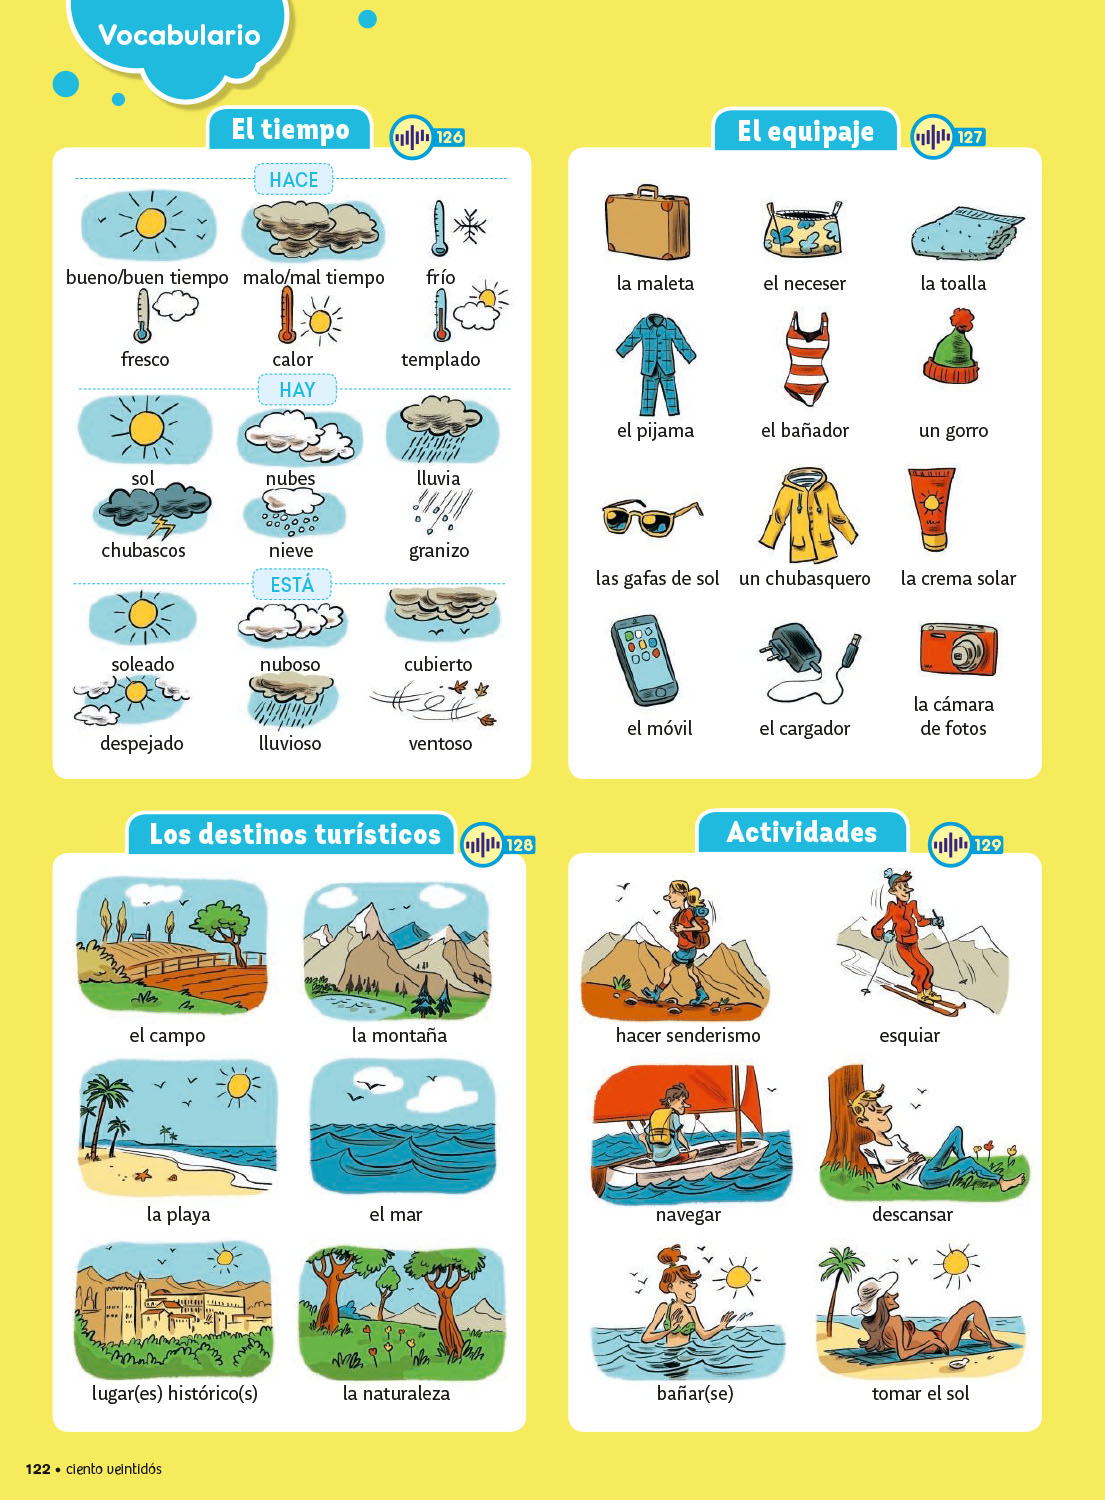 Vocabulario
El tiempo
126
HACE
bueno/buen tiempo
malo/mal tiempo
frío
fresco
calor
templado
HAY
sol
nubes
lluvia
chubascos
nieve
granizo
ESTÁ
soleado
nuboso
cubierto
despejado
lluvioso
ventoso
El equipaje
127
la maleta
el neceser
la toalla
el pijama
el bañador
un gorro
las gafas de sol
un chubasquero
la crema solar
el móvil
el cargador
la cámara
de fotos
Los destinos turísticos
128
el campo
la montaña
la playa
el mar
lugar(es) histórico(s)
la naturaleza
Actividades
129
hacer senderismo
esquiar
navegar
descansar
bañar(se)
tomar el sol
122 • ciento veintidós